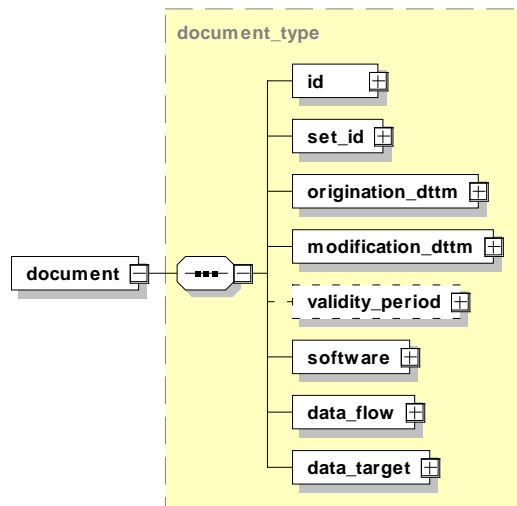 document_type
id
set_id
origination_dttm
modification_dttm
document
validity_period
software
data_flow
data_target